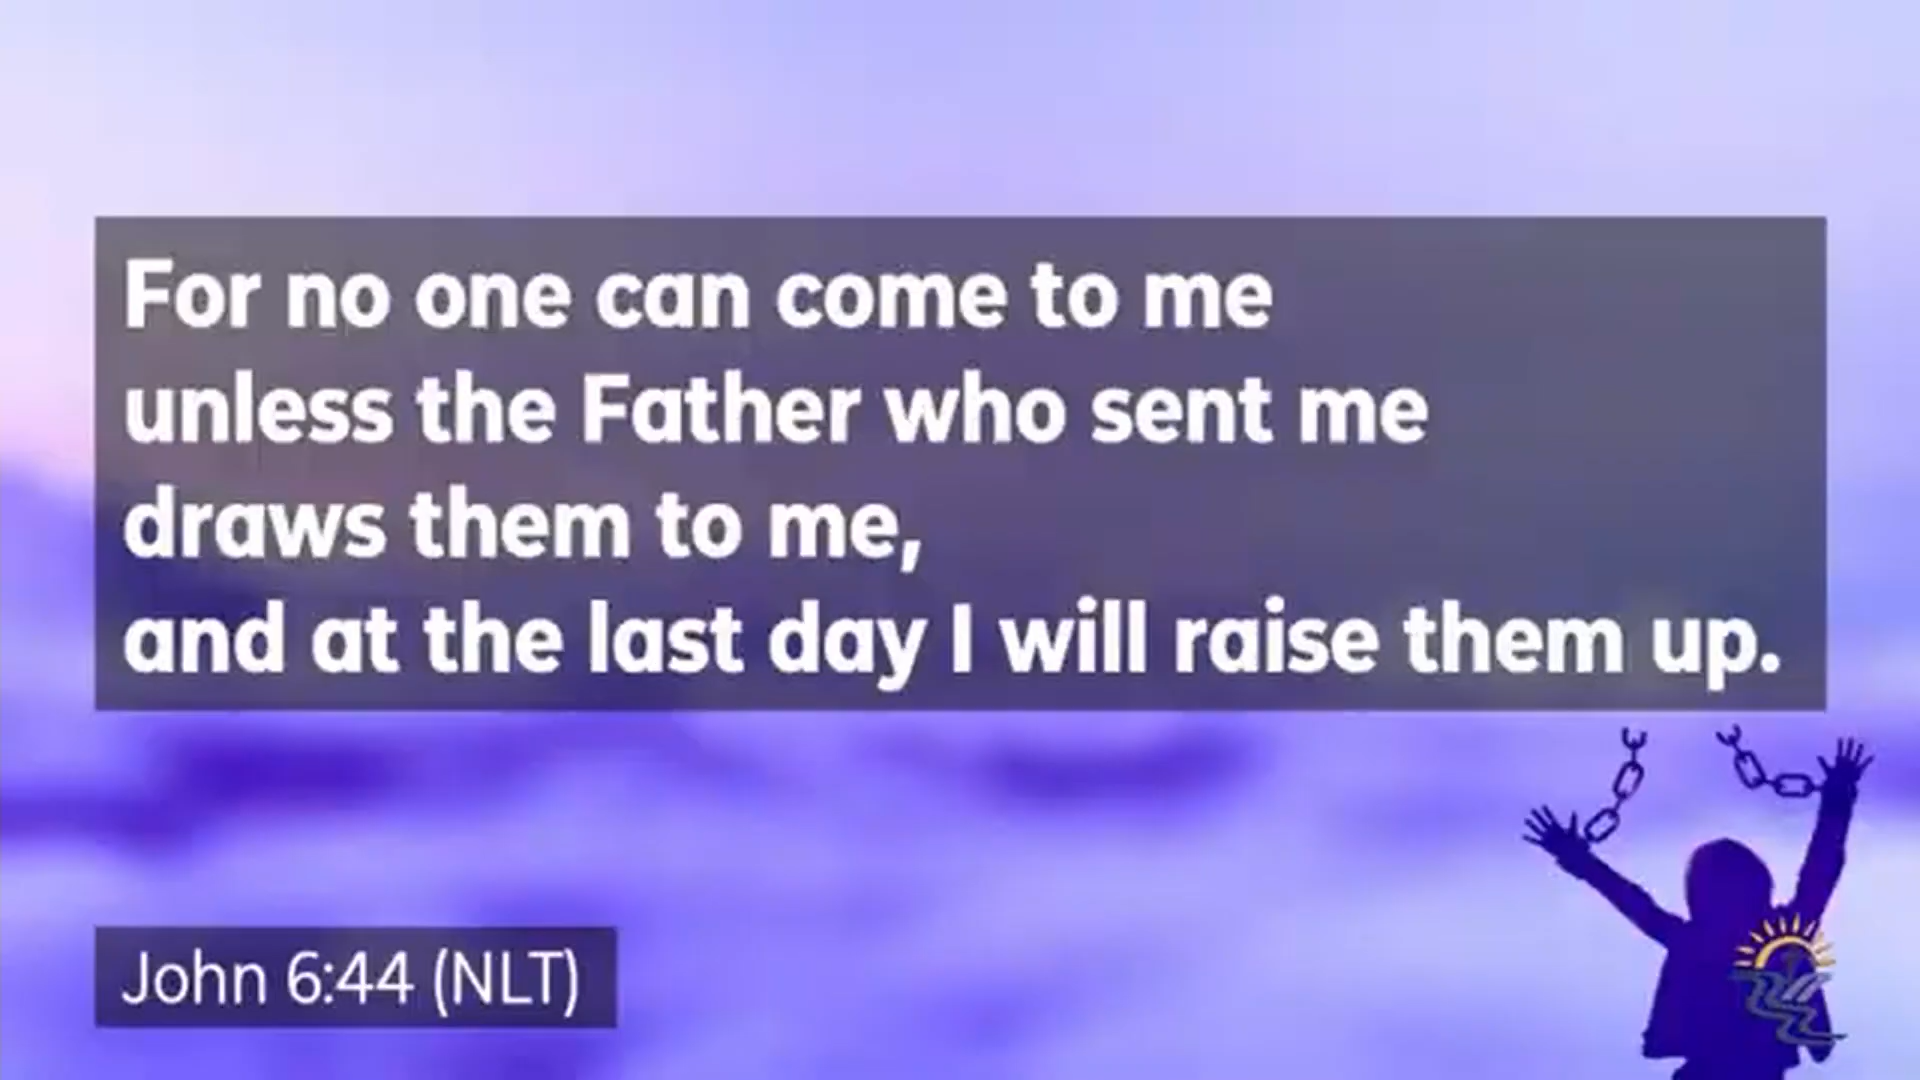 For no one can come to me
unless the Father who sent me
draws them to me,
and at the last day I will raise them up.
John 6:44 (NLT)